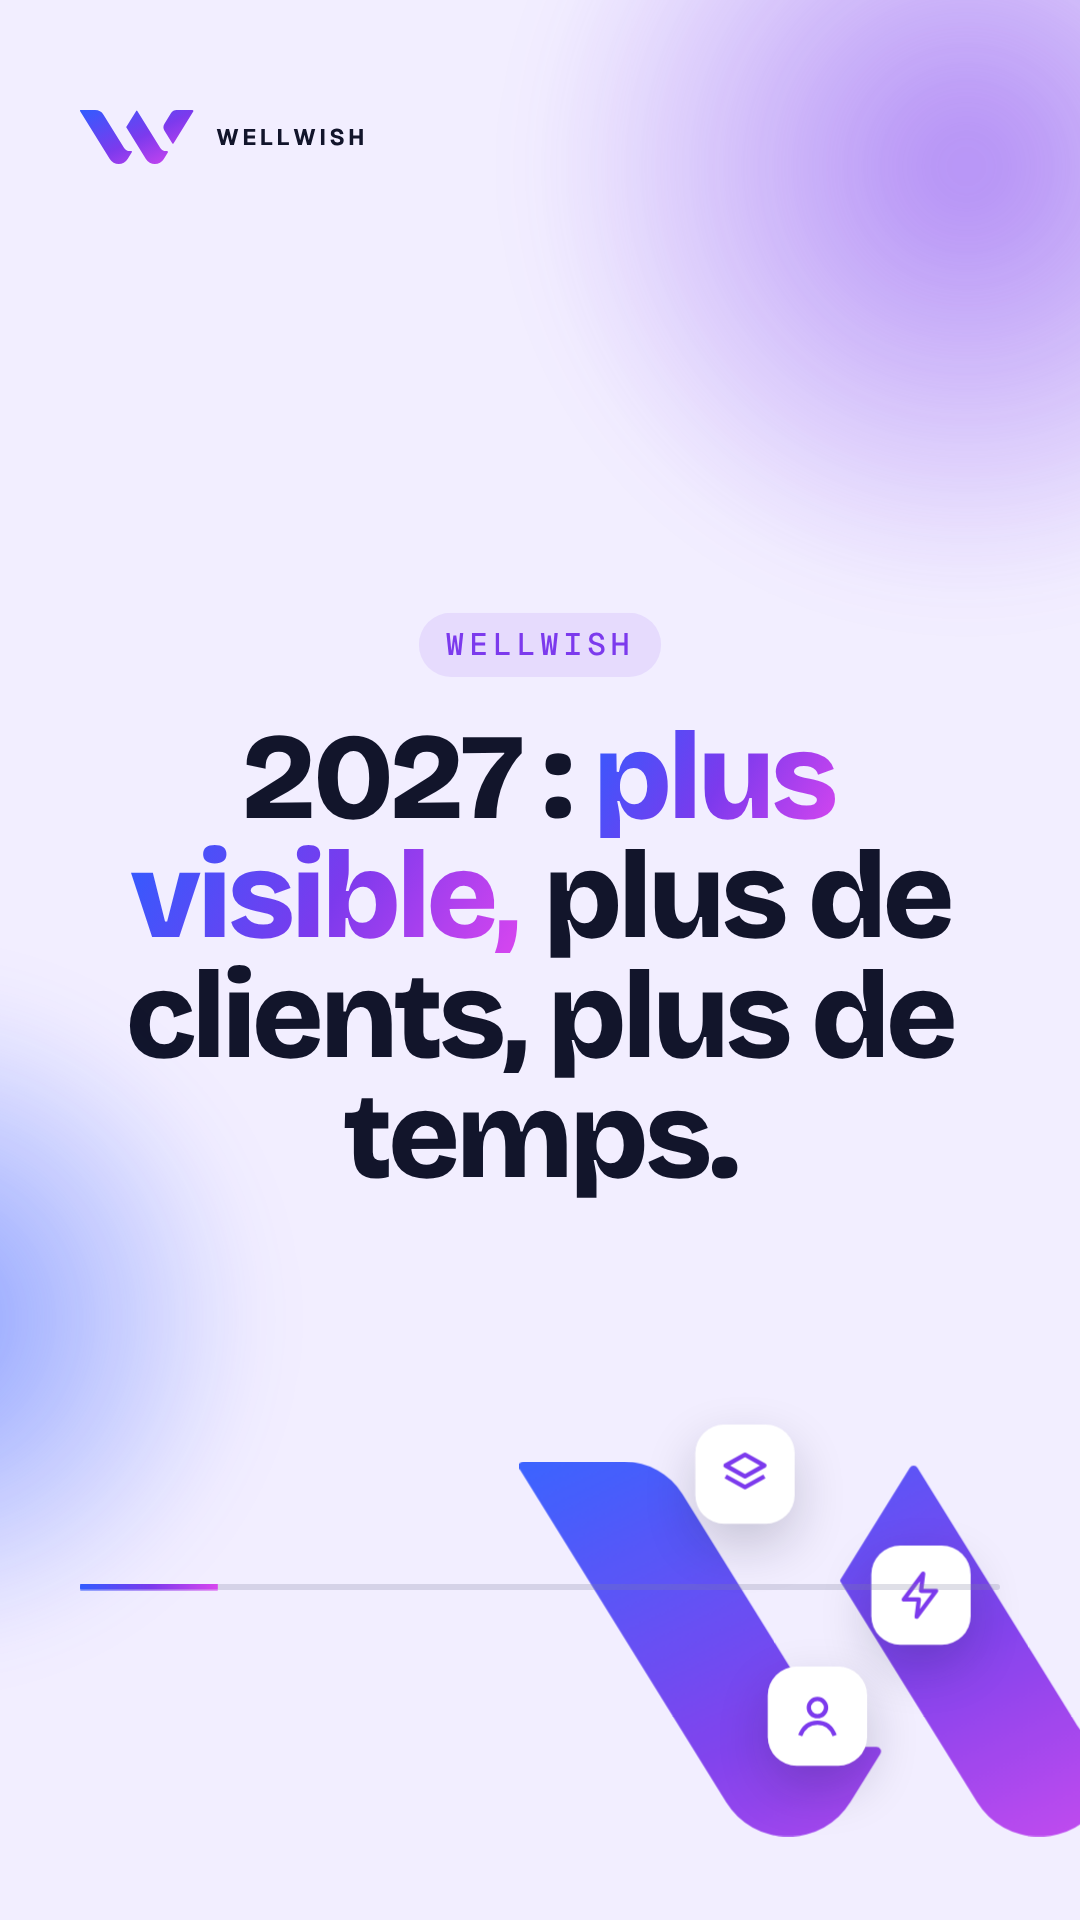 WELLWISH
WELLWISH
2027 : plus
visible, plus de
clients, plus de
temps.